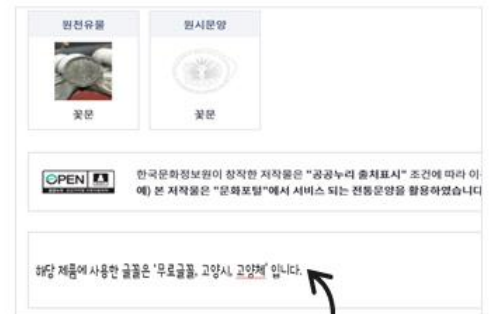 원전유물 원시문양
꽃문 꽃문
OPEN
한국문화정보원이 창작한 저작물은 "공공누리 출처표시" 조건에 따라 이
예) 본 저작물은 "문화포털"에서 서비스 되는 전통문양을 활용하였습니다
해당 제품에 사용한 글꼴은 '무료글꼴, 고양시, 고양체' 입니다.